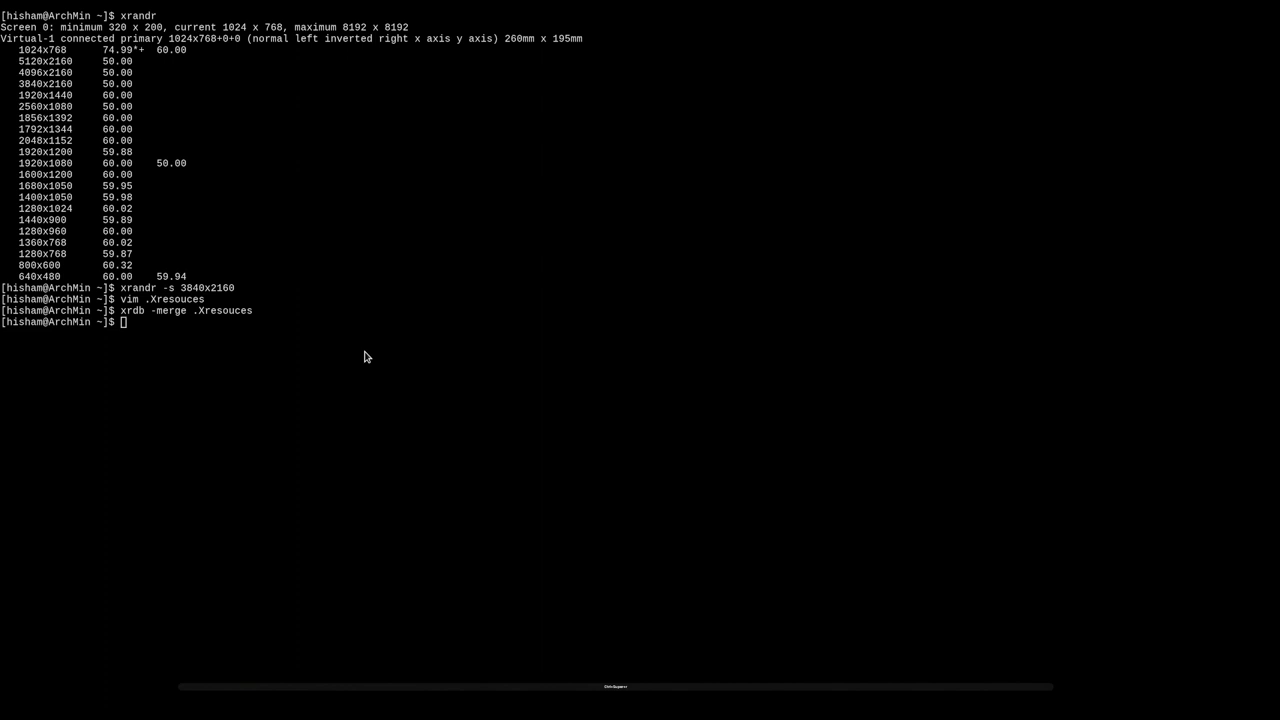 [hisham@ArchMin ~]$ xrandr
Screen 0: minimum 320 x 200, current 1024 x 768, maximum 8192 x 8192
Virtual-1 connected primary 1024x768+0+0 (normal left inverted right x axis y axis) 260mm x 195mm
   1024x768      74.99*+  60.00
   5120x2160     50.00
   4096x2160     50.00
   3840x2160     50.00
   1920x1440     60.00
   2560x1080     50.00
   1856x1392     60.00
   1792x1344     60.00
   2048x1152     60.00
   1920x1200     59.88
   1920x1080     60.00    50.00
   1600x1200     60.00
   1680x1050     59.95
   1400x1050     59.98
   1280x1024     60.02
   1440x900      59.89
   1280x960      60.00
   1360x768      60.02
   1280x768      59.87
   800x600       60.32
   640x480       60.00    59.94
[hisham@ArchMin ~]$ xrandr -s 3840x2160
[hisham@ArchMin ~]$ vim .Xresouces
[hisham@ArchMin ~]$ xrdb -merge .Xresouces
[hisham@ArchMin ~]$